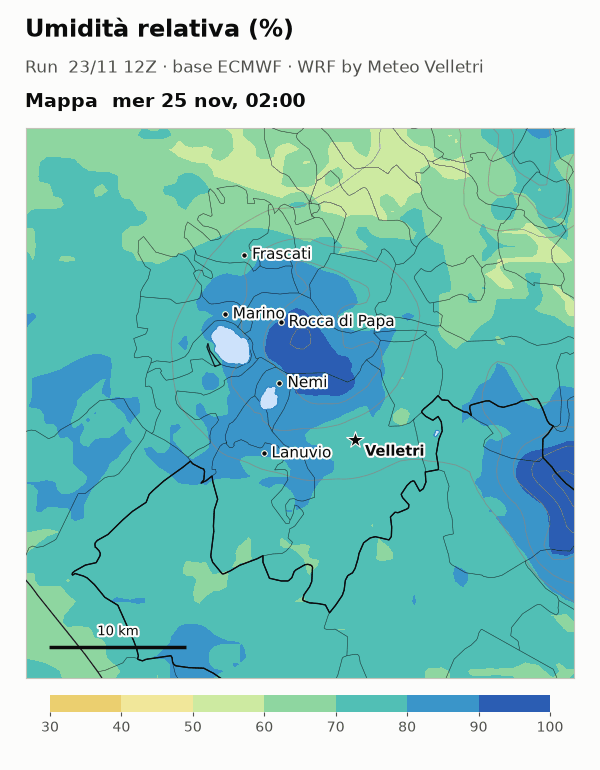 Umidità relativa (%)
Run  23/11 12Z · base ECMWF · WRF by Meteo Velletri
Mappa  mer 25 nov, 02:00
Frascati
Marino
Rocca di Papa
Nemi
Velletri
Lanuvio
10 km
30 40 50 60 70 80 90 100